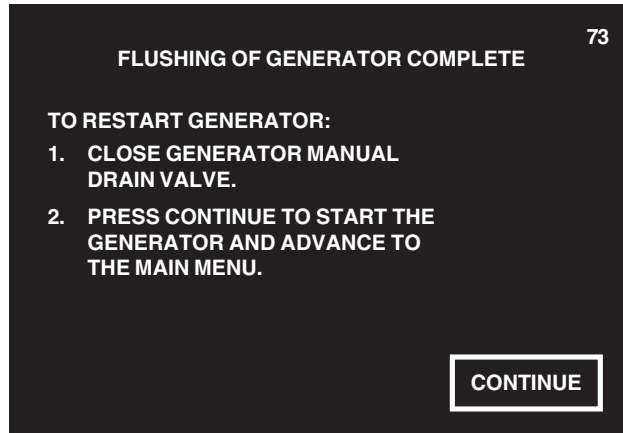 73
FLUSHING OF GENERATOR COMPLETE
TO RESTART GENERATOR:
1. CLOSE GENERATOR MANUAL
DRAIN VALVE.
2. PRESS CONTINUE TO START THE
GENERATOR AND ADVANCE TO
THE MAIN MENU.
CONTINUE